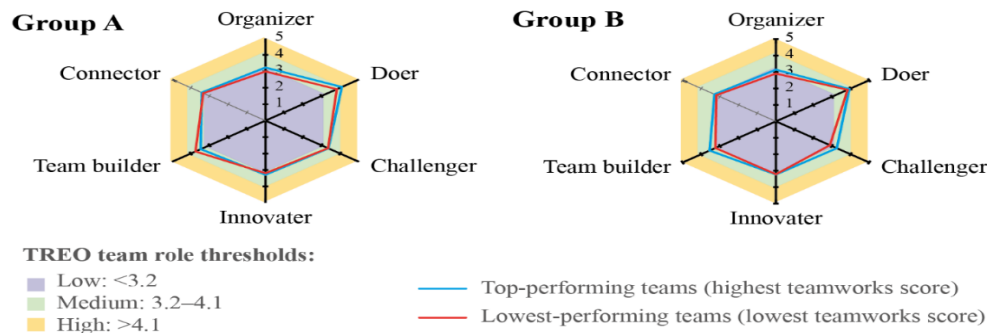 Group A
Organizer
5
4
3
2
1
Connector
Doer
Team builder
Challenger
Innovater
Group B
Organizer
5
4
3
2
1
Connector
Doer
Team builder
Challenger
Innovater
TREO team role thresholds:
Low: <3.2
Medium: 3.2–4.1
High: >4.1
Top-performing teams (highest teamworks score)
Lowest-performing teams (lowest teamworks score)